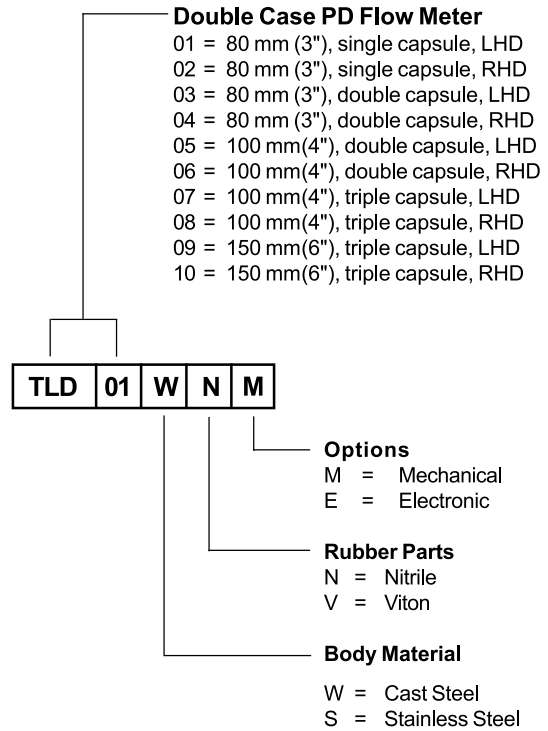 Double Case PD Flow Meter
01 = 80 mm (3"), single capsule, LHD
02 = 80 mm (3"), single capsule, RHD
03 = 80 mm (3"), double capsule, LHD
04 = 80 mm (3"), double capsule, RHD
05 = 100 mm(4"), double capsule, LHD
06 = 100 mm(4"), double capsule, RHD
07 = 100 mm(4"), triple capsule, LHD
08 = 100 mm(4"), triple capsule, RHD
09 = 150 mm(6"), triple capsule, LHD
10 = 150 mm(6"), triple capsule, RHD
TLD 01 W N M
Options
M = Mechanical
E = Electronic
Rubber Parts
N = Nitrile
V = Viton
Body Material
W = Cast Steel
S = Stainless Steel